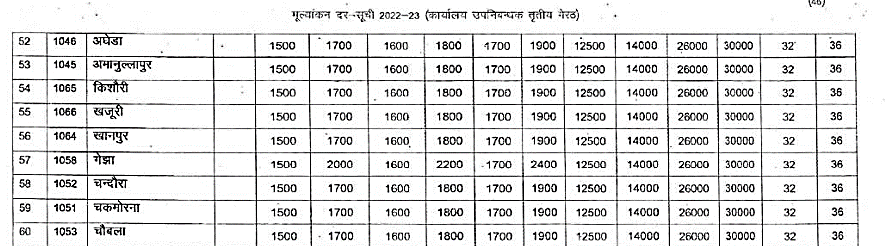 (46)
मूल्यांकन दर-सूची 2022-23 (कार्यालय उपनिबन्धक तृतीय मेरठ)
52 1046 अघेडा 1500 1700 1600 1800 1700 1900 12500 14000 26000 30000 32 36
53 1045 अमानुल्लापुर 1500 1700 1600 1800 1700 1900 12500 14000 26000 30000 32 36
54 1065 किशौरी 1500 1700 1600 1800 1700 1900 12500 14000 26000 30000 32 36
55 1066 खजूरी 1500 1700 1600 1800 1700 1900 12500 14000 26000 30000 32 36
56 1064 खानपुर 1500 1700 1600 1800 1700 1900 12500 14000 26000 30000 32 36
57 1058 गेझा 1500 2000 1600 2200 1700 2400 12500 14000 26000 30000 32 36
58 1052 चन्दौरा 1500 1700 1600 1800 1700 1900 12500 14000 26000 30000 32 36
59 1051 चकमोरना 1500 1700 1600 1800 1700 1900 12500 14000 26000 30000 32 36
60 1053 चौबला 1500 1700 1600 1800 1700 1900 12500 14000 26000 30000 32 36